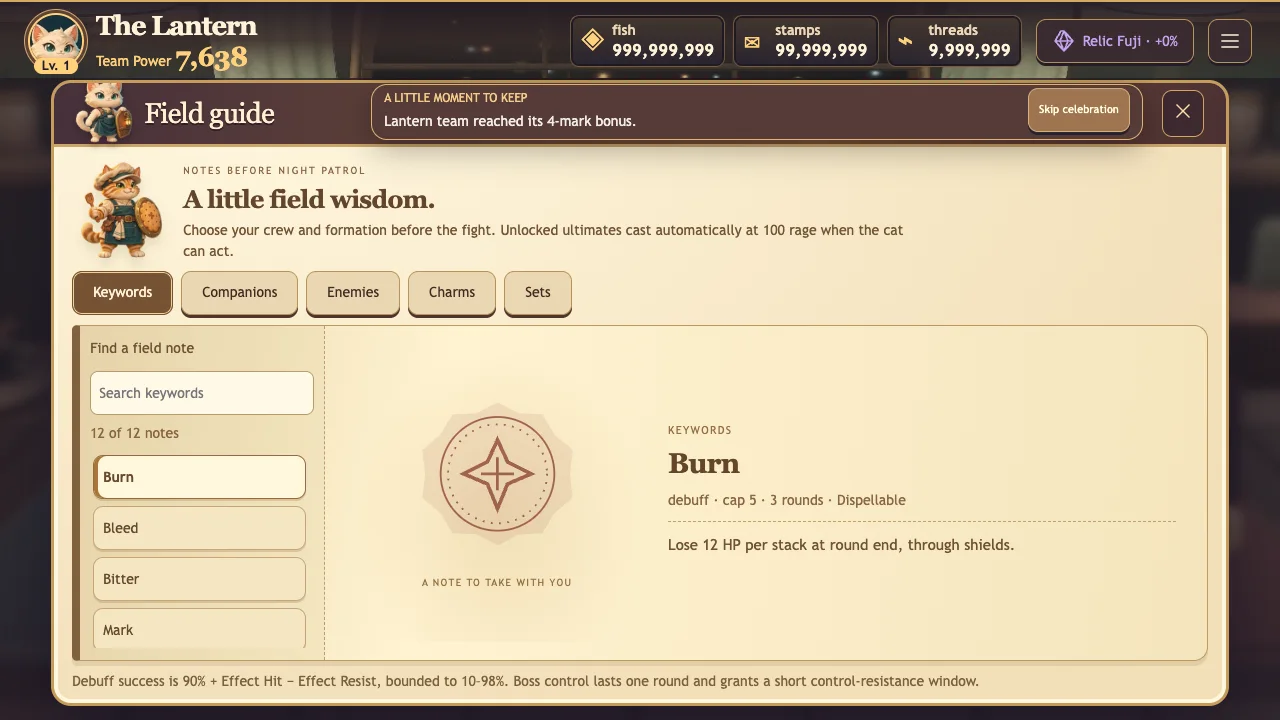 The Lantern
Lv. 1
Team Power 7,638
fish
999,999,999
stamps
99,999,999
threads
9,999,999
Relic Fuji · +0%
Field guide
A LITTLE MOMENT TO KEEP
Lantern team reached its 4-mark bonus.
Skip celebration
NOTES BEFORE NIGHT PATROL
A little field wisdom.
Choose your crew and formation before the fight. Unlocked ultimates cast automatically at 100 rage when the cat
can act.
Keywords
Companions
Enemies
Charms
Sets
Find a field note
Search keywords
12 of 12 notes
Burn
Bleed
Bitter
Mark
A NOTE TO TAKE WITH YOU
KEYWORDS
Burn
debuff · cap 5 · 3 rounds · Dispellable
Lose 12 HP per stack at round end, through shields.
Debuff success is 90% + Effect Hit − Effect Resist, bounded to 10–98%. Boss control lasts one round and grants a short control-resistance window.